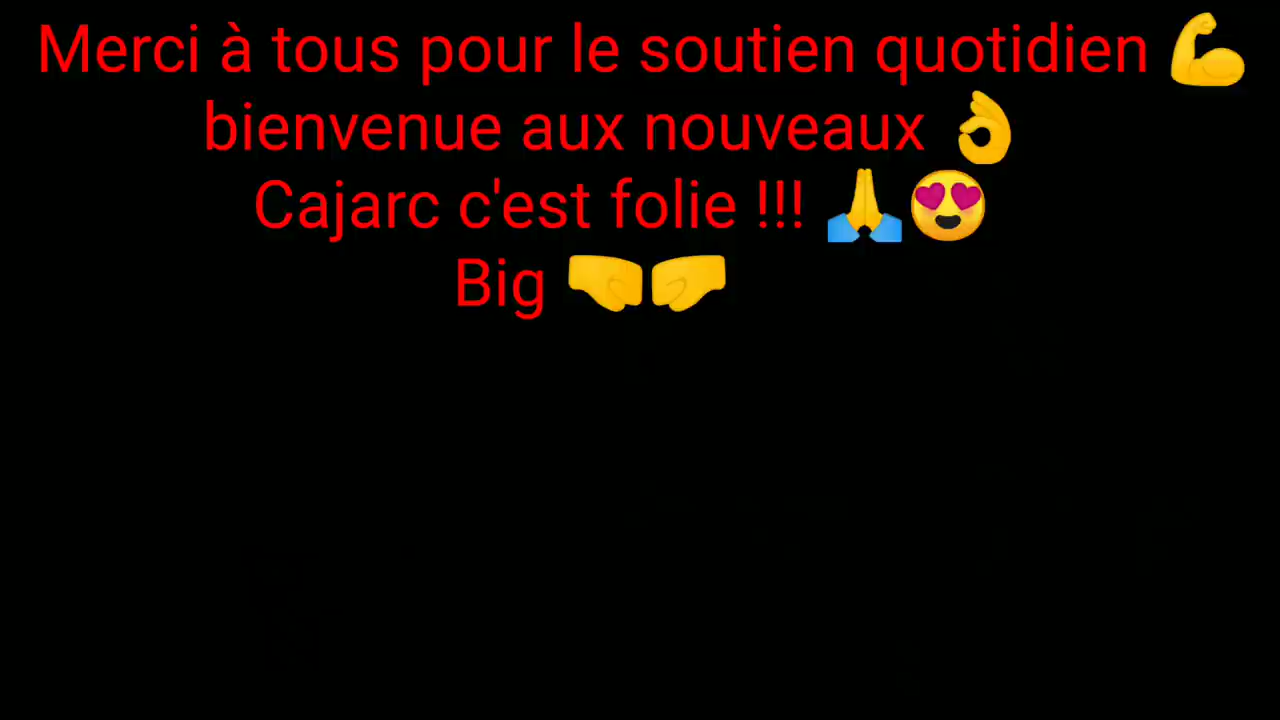 Merci à tous pour le soutien quotidien 💪
bienvenue aux nouveaux 👌
Cajarc c'est folie !!! 🙏😍
Big 🤜🤛